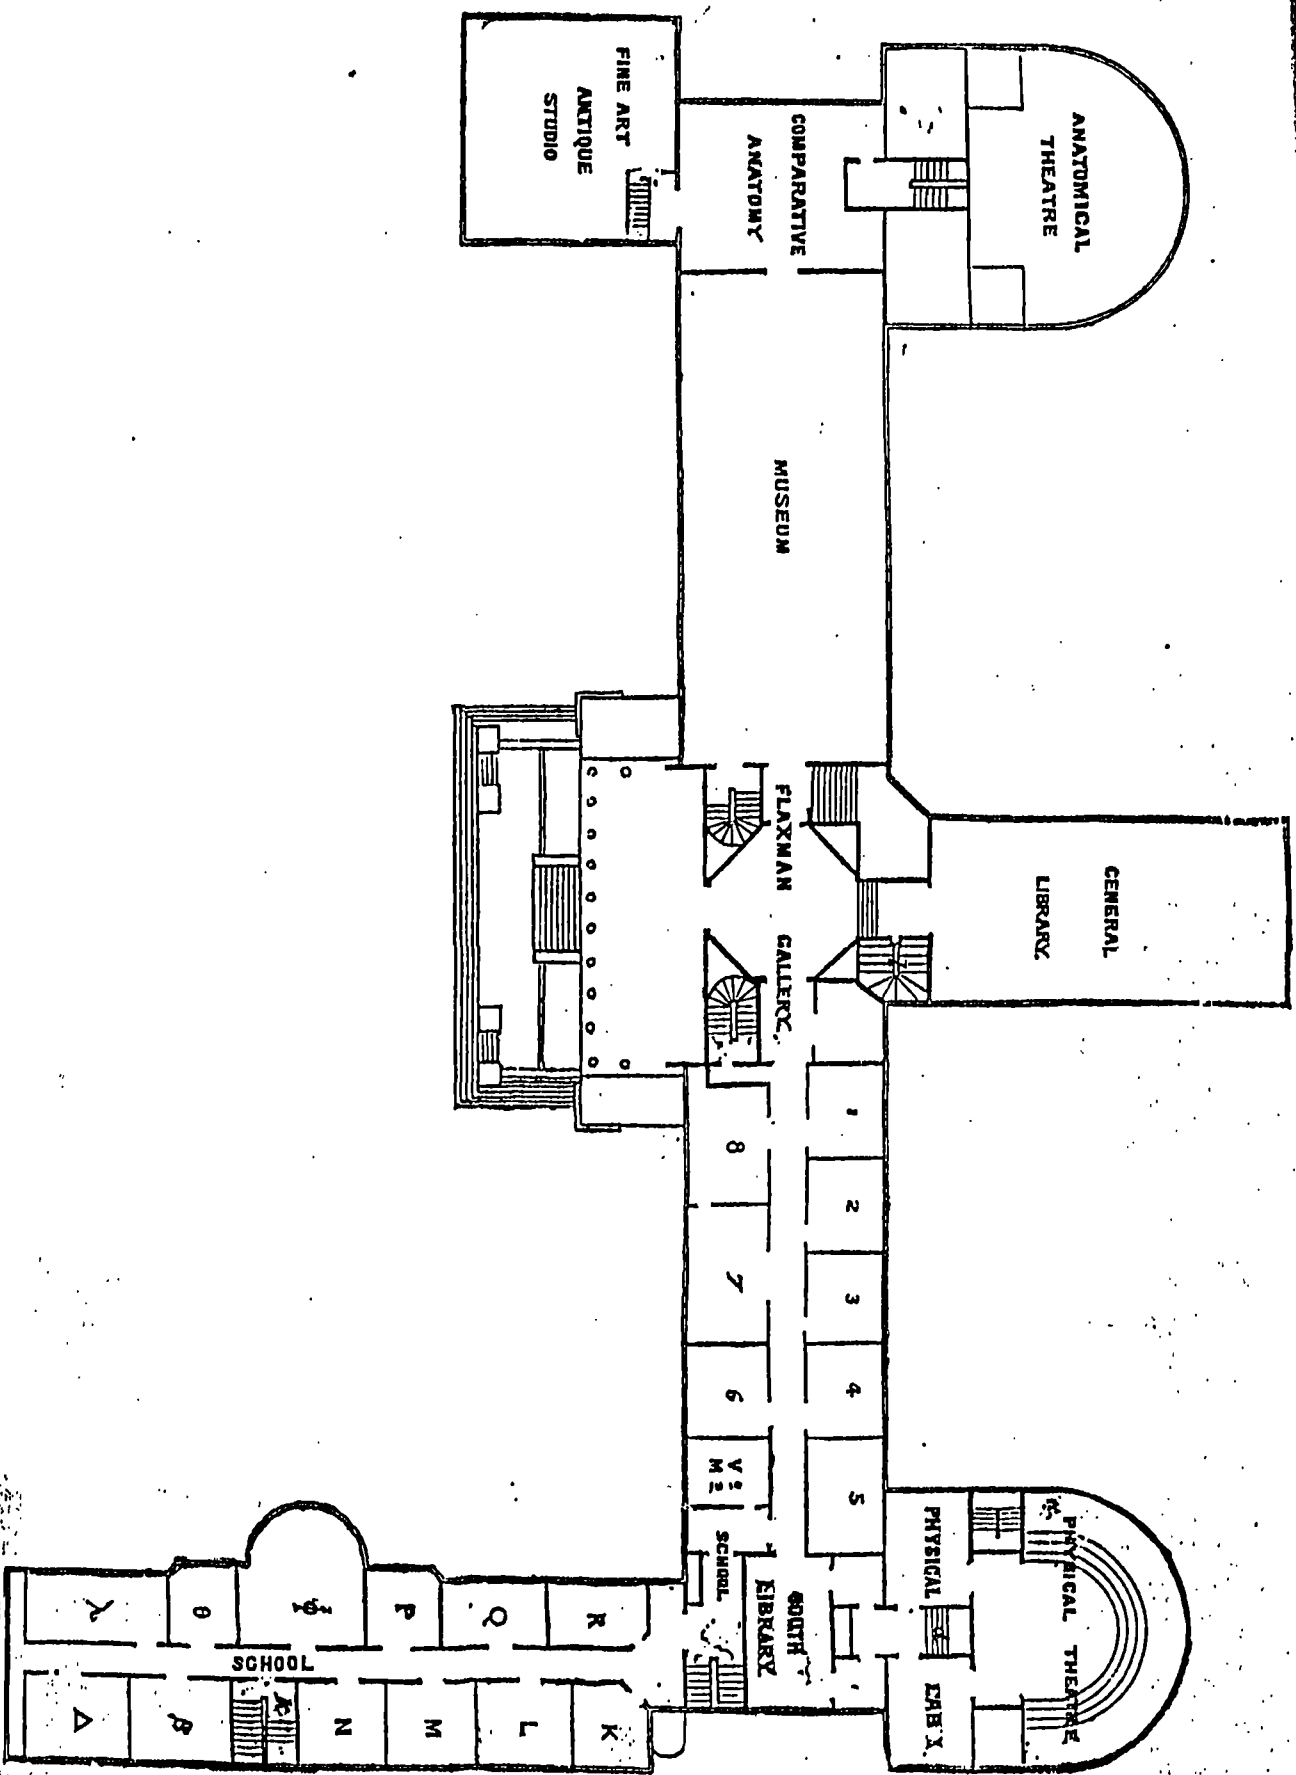 FINE ART
ANTIQUE
STUDIO
COMPARATIVE
ANATOMY
ANATOMICAL
THEATRE
MUSEUM
FLAXMAN GALLERY.
GENERAL
LIBRARY.
1
2
3
4
5
8
7
6
SCHOOL
SOUTH
LIBRARY.
PHYSICAL LAB Y.
PHYSICAL THEATRE
SCHOOL
R
Q
P
Φ
θ
λ
K
L
M
N
β
Δ